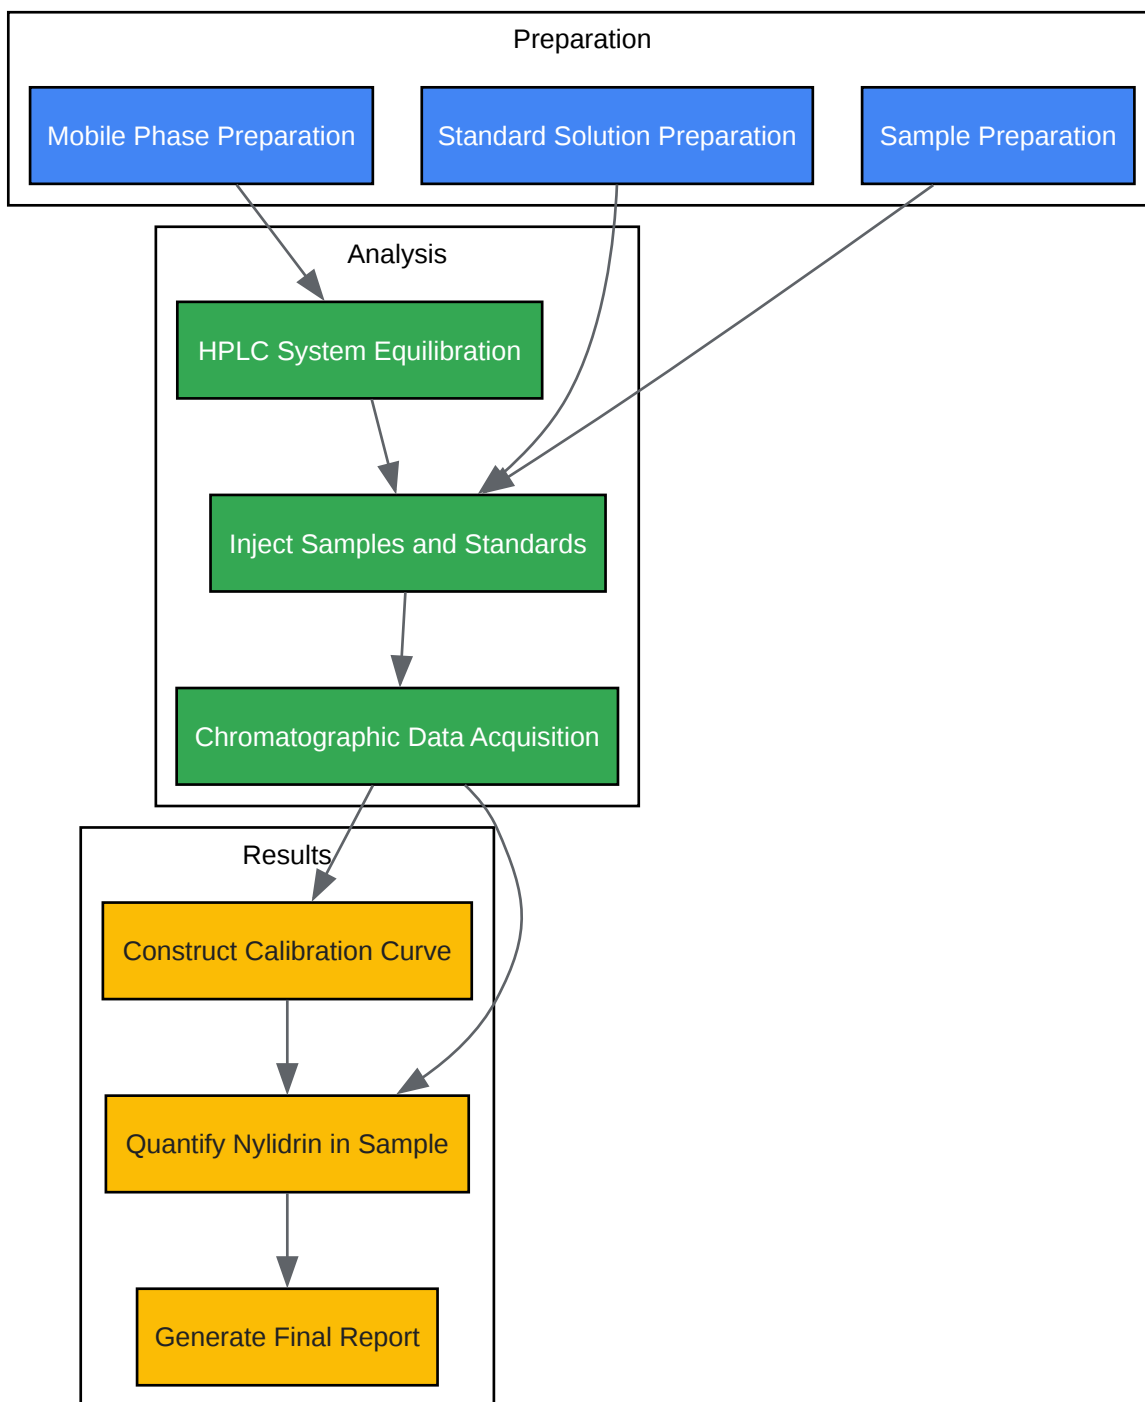 Preparation
Mobile Phase Preparation
Standard Solution Preparation
Sample Preparation
Analysis
HPLC System Equilibration
Inject Samples and Standards
Chromatographic Data Acquisition
Results
Construct Calibration Curve
Quantify Nylidrin in Sample
Generate Final Report